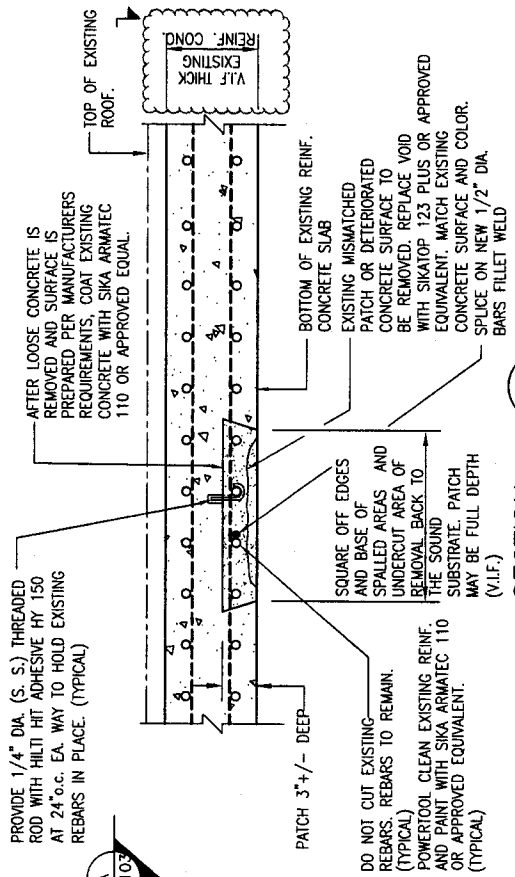 PROVIDE 1/4" DIA. (S. S.) THREADED
ROD WITH HILTI HIT ADHESIVE HY 150
AT 24"o.c. EA. WAY TO HOLD EXISTING
REBARS IN PLACE. (TYPICAL)
AFTER LOOSE CONCRETE IS
REMOVED AND SURFACE IS
PREPARED PER MANUFACTURERS
REQUIREMENTS, COAT EXISTING
CONCRETE WITH SIKA ARMATEC
110 OR APPROVED EQUAL.
TOP OF EXISTING
ROOF.
V.I.F THICK
EXISTING
REINF. CONC.
PATCH 3"+/- DEEP
DO NOT CUT EXISTING
REBARS. REBARS TO REMAIN.
(TYPICAL)
POWERTOOL CLEAN EXISTING REINF.
AND PAINT WITH SIKA ARMATEC 110
OR APPROVED EQUIVALENT.
(TYPICAL)
SQUARE OFF EDGES
AND BASE OF
SPALLED AREAS AND
UNDERCUT AREA OF
REMOVAL BACK TO
THE SOUND
SUBSTRATE. PATCH
MAY BE FULL DEPTH
(V.I.F.)
BOTTOM OF EXISTING REINF.
CONCRETE SLAB
EXISTING MISMATCHED
PATCH OR DETERIORATED
CONCRETE SURFACE TO
BE REMOVED. REPLACE VOID
WITH SIKATOP 123 PLUS OR APPROVED
EQUIVALENT. MATCH EXISTING
CONCRETE SURFACE AND COLOR.
SPLICE ON NEW 1/2" DIA.
BARS FILLET WELD